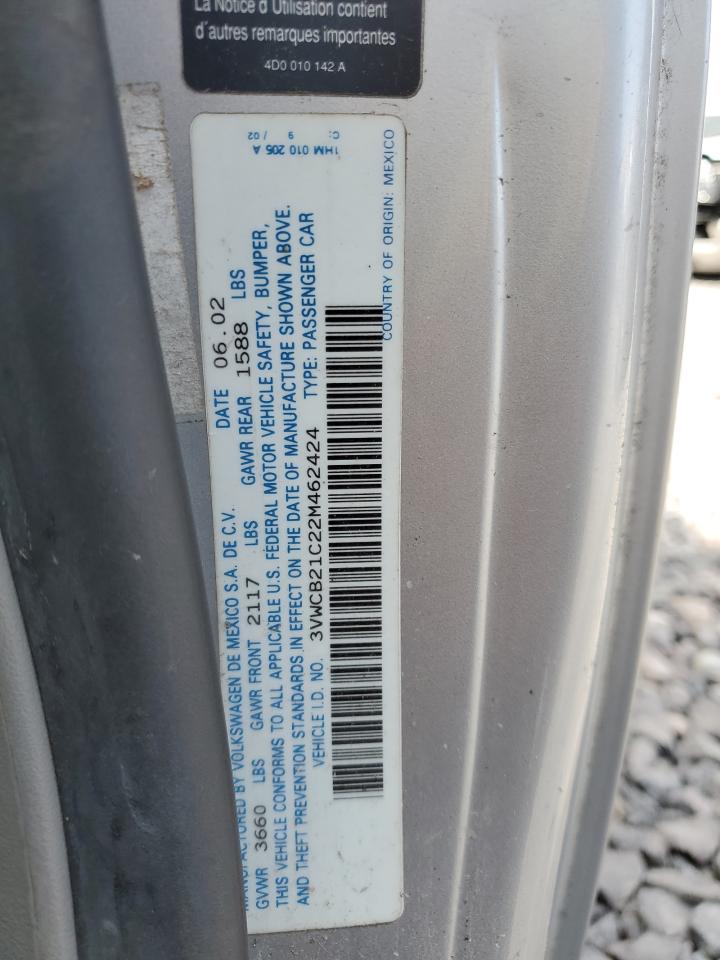 La Notice d'Utilisation contient
d'autres remarques importantes
4D0 010 142 A
MANUFACTURED BY VOLKSWAGEN DE MEXICO S.A. DE C.V. DATE 06.02
GVWR 3660 LBS GAWR FRONT 2117 LBS GAWR REAR 1588 LBS
THIS VEHICLE CONFORMS TO ALL APPLICABLE U.S. FEDERAL MOTOR VEHICLE SAFETY, BUMPER,
AND THEFT PREVENTION STANDARDS IN EFFECT ON THE DATE OF MANUFACTURE SHOWN ABOVE.
VEHICLE I.D. NO. 3VWCB21C22M462424 TYPE: PASSENGER CAR
COUNTRY OF ORIGIN: MEXICO
C: 9 / 02
1HM 010 205 A